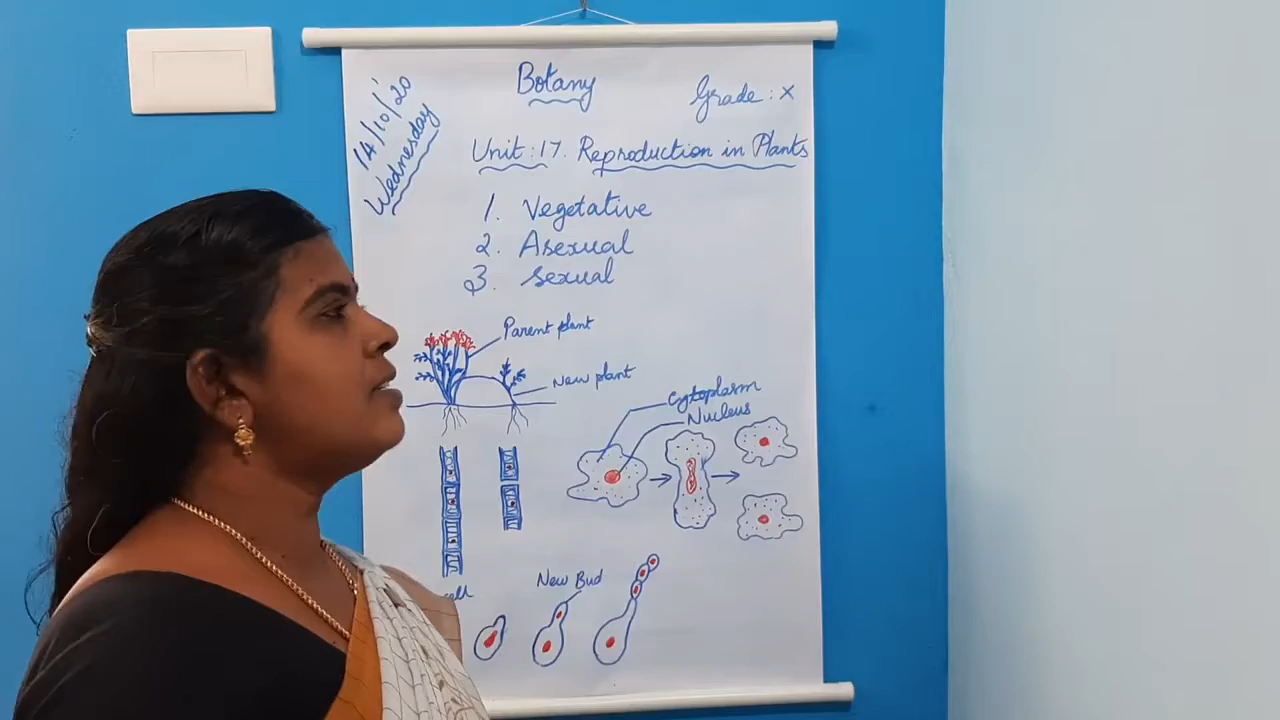 14/10/20
Wednesday
Botany
Grade : X
Unit : 17. Reproduction in Plants
1. Vegetative
2. Asexual
3. Sexual
Parent plant
New plant
Cytoplasm
Nucleus
cell
New Bud